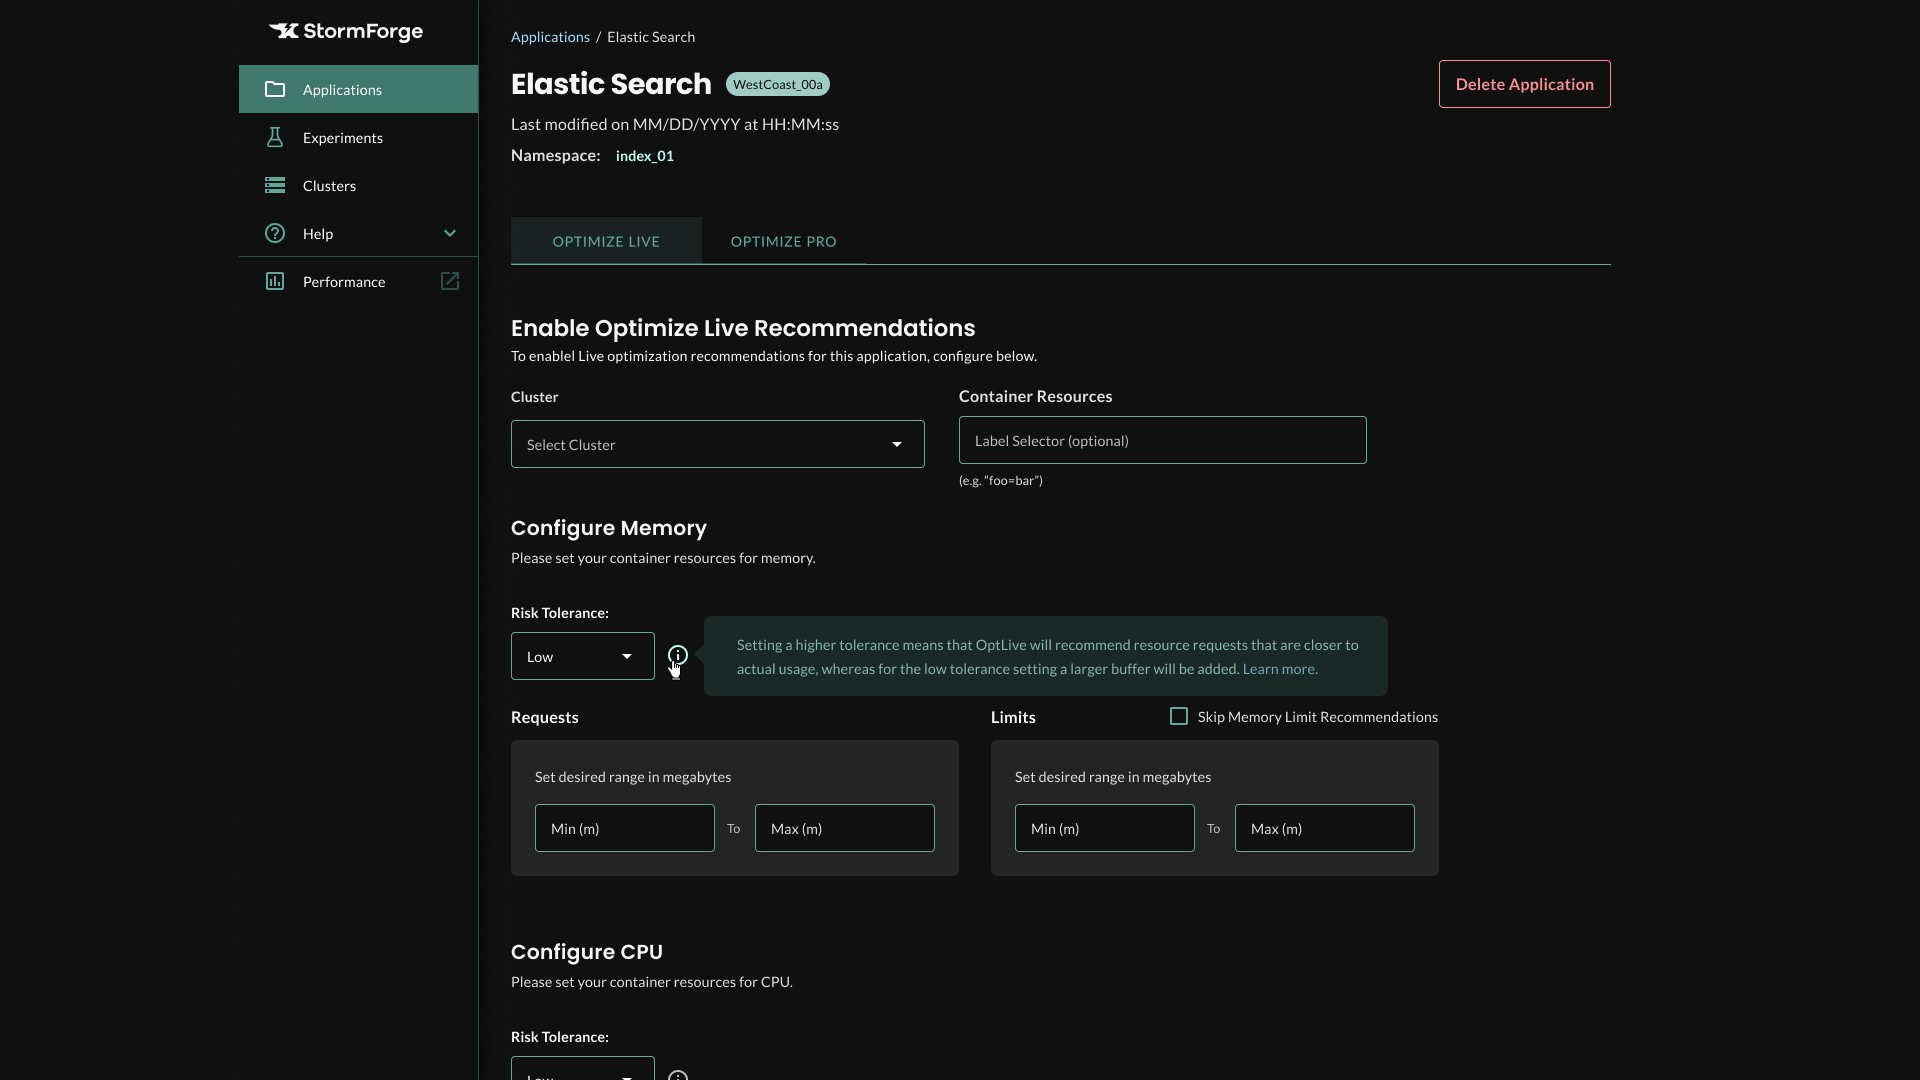 StormForge
Applications
Experiments
Clusters
Help
Performance
Applications / Elastic Search
Elastic Search WestCoast_00a
Delete Application
Last modified on MM/DD/YYYY at HH:MM:ss
Namespace: index_01
OPTIMIZE LIVE OPTIMIZE PRO
Enable Optimize Live Recommendations
To enablel Live optimization recommendations for this application, configure below.
Cluster
Select Cluster
Container Resources
Label Selector (optional)
(e.g. “foo=bar”)
Configure Memory
Please set your container resources for memory.
Risk Tolerance:
Low
Setting a higher tolerance means that OptLive will recommend resource requests that are closer to
actual usage, whereas for the low tolerance setting a larger buffer will be added. Learn more.
Requests
Set desired range in megabytes
Min (m) To Max (m)
Limits
Skip Memory Limit Recommendations
Set desired range in megabytes
Min (m) To Max (m)
Configure CPU
Please set your container resources for CPU.
Risk Tolerance:
Low